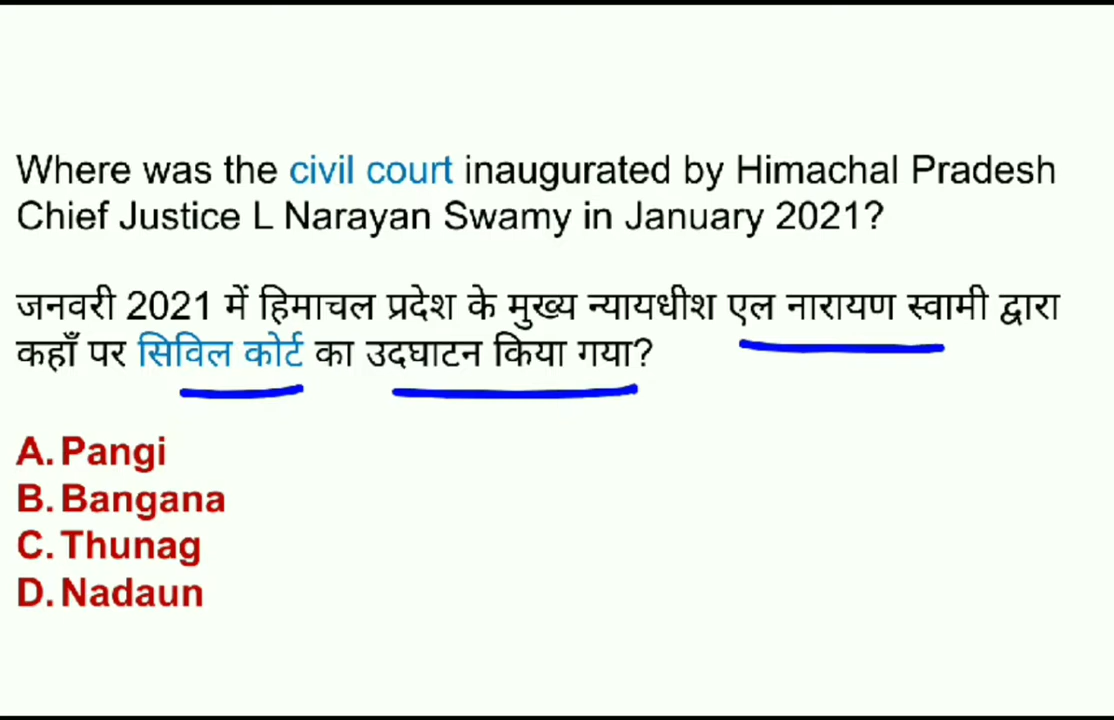 Where was the civil court inaugurated by Himachal Pradesh
Chief Justice L Narayan Swamy in January 2021?
जनवरी 2021 में हिमाचल प्रदेश के मुख्य न्यायधीश एल नारायण स्वामी द्वारा
कहाँ पर सिविल कोर्ट का उदघाटन किया गया?
A. Pangi
B. Bangana
C. Thunag
D. Nadaun